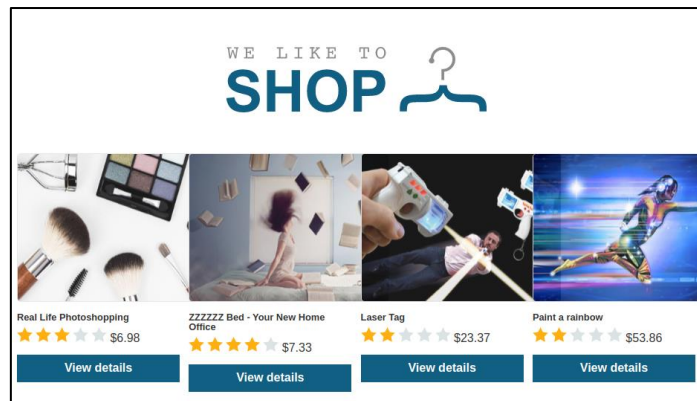 WE LIKE TO
SHOP
Real Life Photoshopping
$6.98
View details
ZZZZZZ Bed - Your New Home
Office
$7.33
View details
Laser Tag
$23.37
View details
Paint a rainbow
$53.86
View details